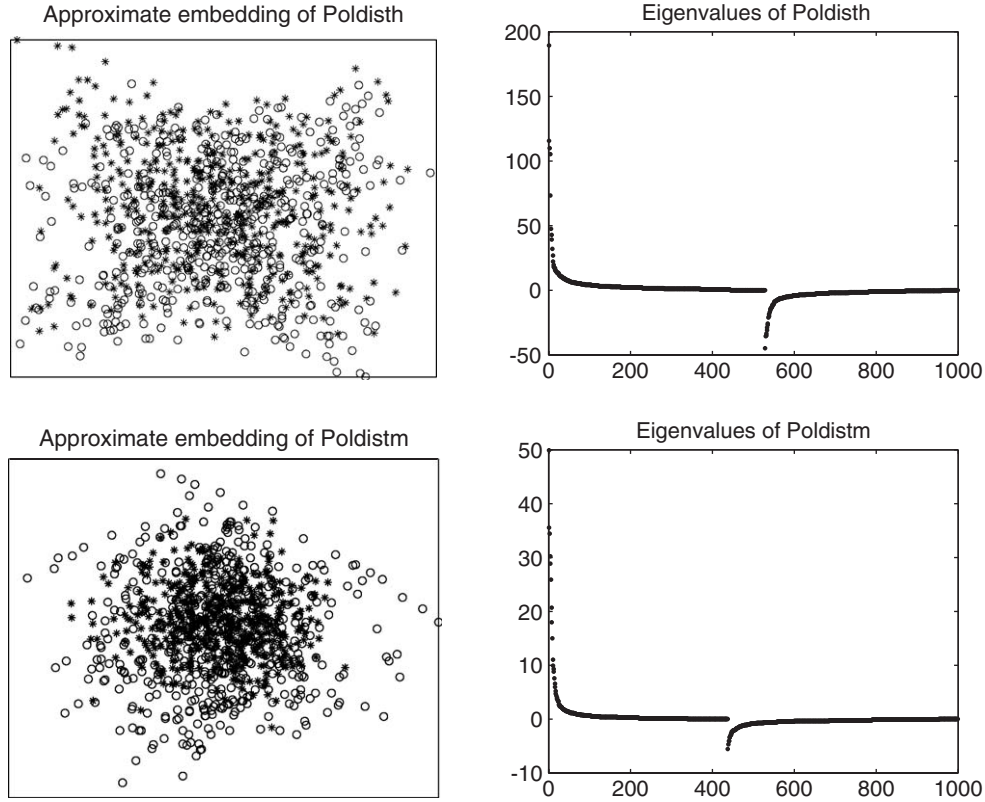 Approximate embedding of Poldisth
Eigenvalues of Poldisth
200
150
100
50
0
-50
0 200 400 600 800 1000
Approximate embedding of Poldistm
Eigenvalues of Poldistm
50
40
30
20
10
0
-10
0 200 400 600 800 1000